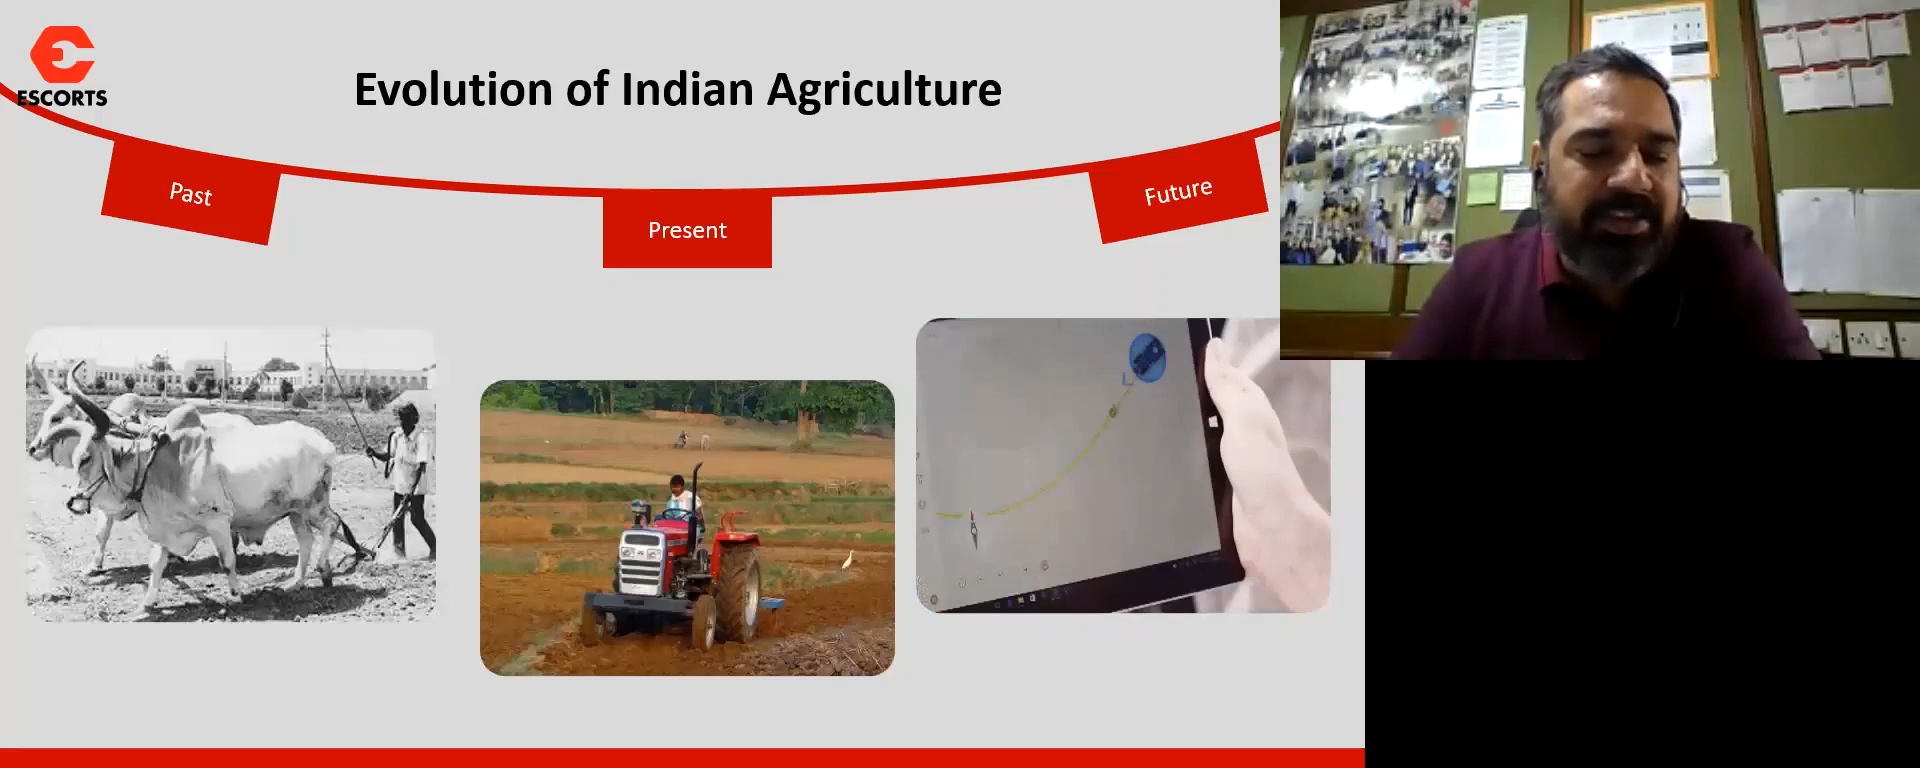 ESCORTS
Evolution of Indian Agriculture
Past
Present
Future